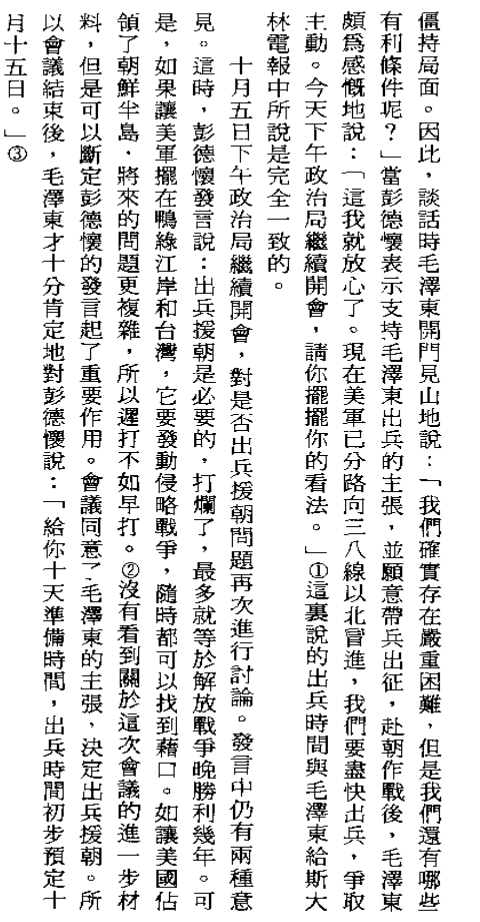 僵持局面。因此，談話時毛澤東開門見山地說：「我們確實存在嚴重困難，但是我們還有哪些
有利條件呢？」當彭德懷表示支持毛澤東出兵的主張，並願意帶兵出征，赴朝作戰後，毛澤東
頗爲感慨地說：「這我就放心了。現在美軍已分路向三八線以北冒進，我們要盡快出兵，爭取
主動。今天下午政治局繼續開會，請你擺擺你的看法。」①這裏說的出兵時間與毛澤東給斯大
林電報中所說是完全一致的。
十月五日下午政治局繼續開會，對是否出兵援朝問題再次進行討論。發言中仍有兩種意
見。這時，彭德懷發言說：出兵援朝是必要的，打爛了，最多就等於解放戰爭晚勝利幾年。可
是，如果讓美軍擺在鴨綠江岸和台灣，它要發動侵略戰爭，隨時都可以找到藉口。如讓美國佔
領了朝鮮半島，將來的問題更複雜，所以遲打不如早打。②沒有看到關於這次會議的進一步材
料，但是可以斷定彭德懷的發言起了重要作用。會議同意了毛澤東的主張，決定出兵援朝。所
以會議結束後，毛澤東才十分肯定地對彭德懷說：「給你十天準備時間，出兵時間初步預定十
月十五日。」③